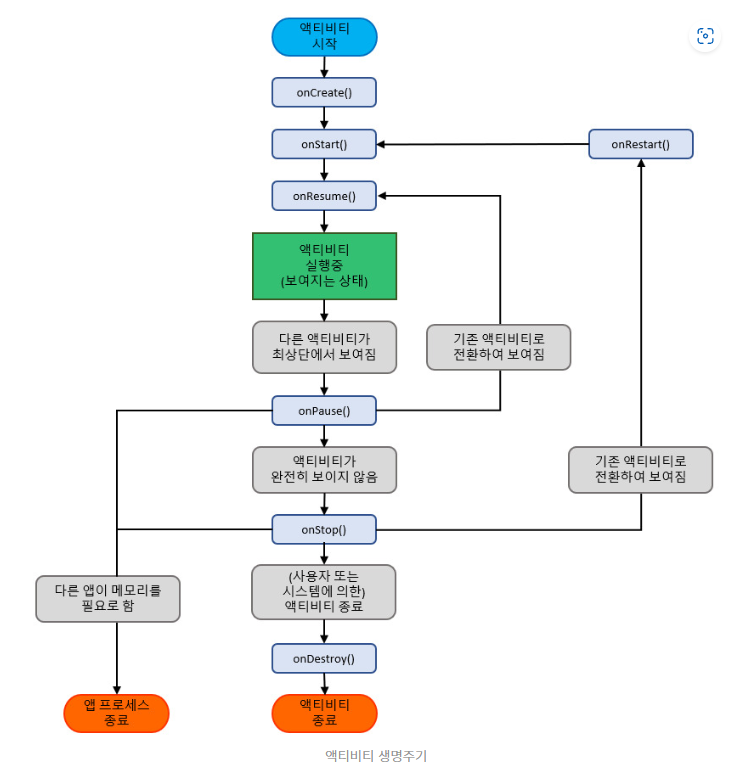 액티비티
시작
onCreate()
onStart()
onRestart()
onResume()
액티비티
실행중
(보여지는 상태)
다른 액티비티가
최상단에서 보여짐
기존 액티비티로
전환하여 보여짐
onPause()
액티비티가
완전히 보이지 않음
기존 액티비티로
전환하여 보여짐
onStop()
다른 앱이 메모리를
필요로 함
(사용자 또는
시스템에 의한)
액티비티 종료
onDestroy()
앱 프로세스
종료
액티비티
종료
액티비티 생명주기